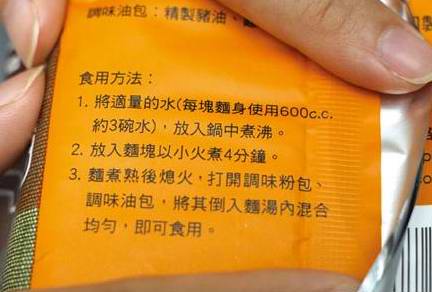 調味油包：精製豬油、
食用方法：
1. 將適量的水(每塊麵身使用600c.c.
約3碗水)，放入鍋中煮沸。
2. 放入麵塊以小火煮4分鐘。
3. 麵煮熟後熄火，打開調味粉包、
調味油包，將其倒入麵湯內混合
均勻，即可食用。